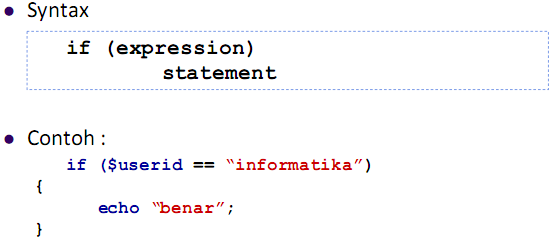 • Syntax
if (expression)
statement
• Contoh :
if ($userid == “informatika”)
{
echo “benar”;
}